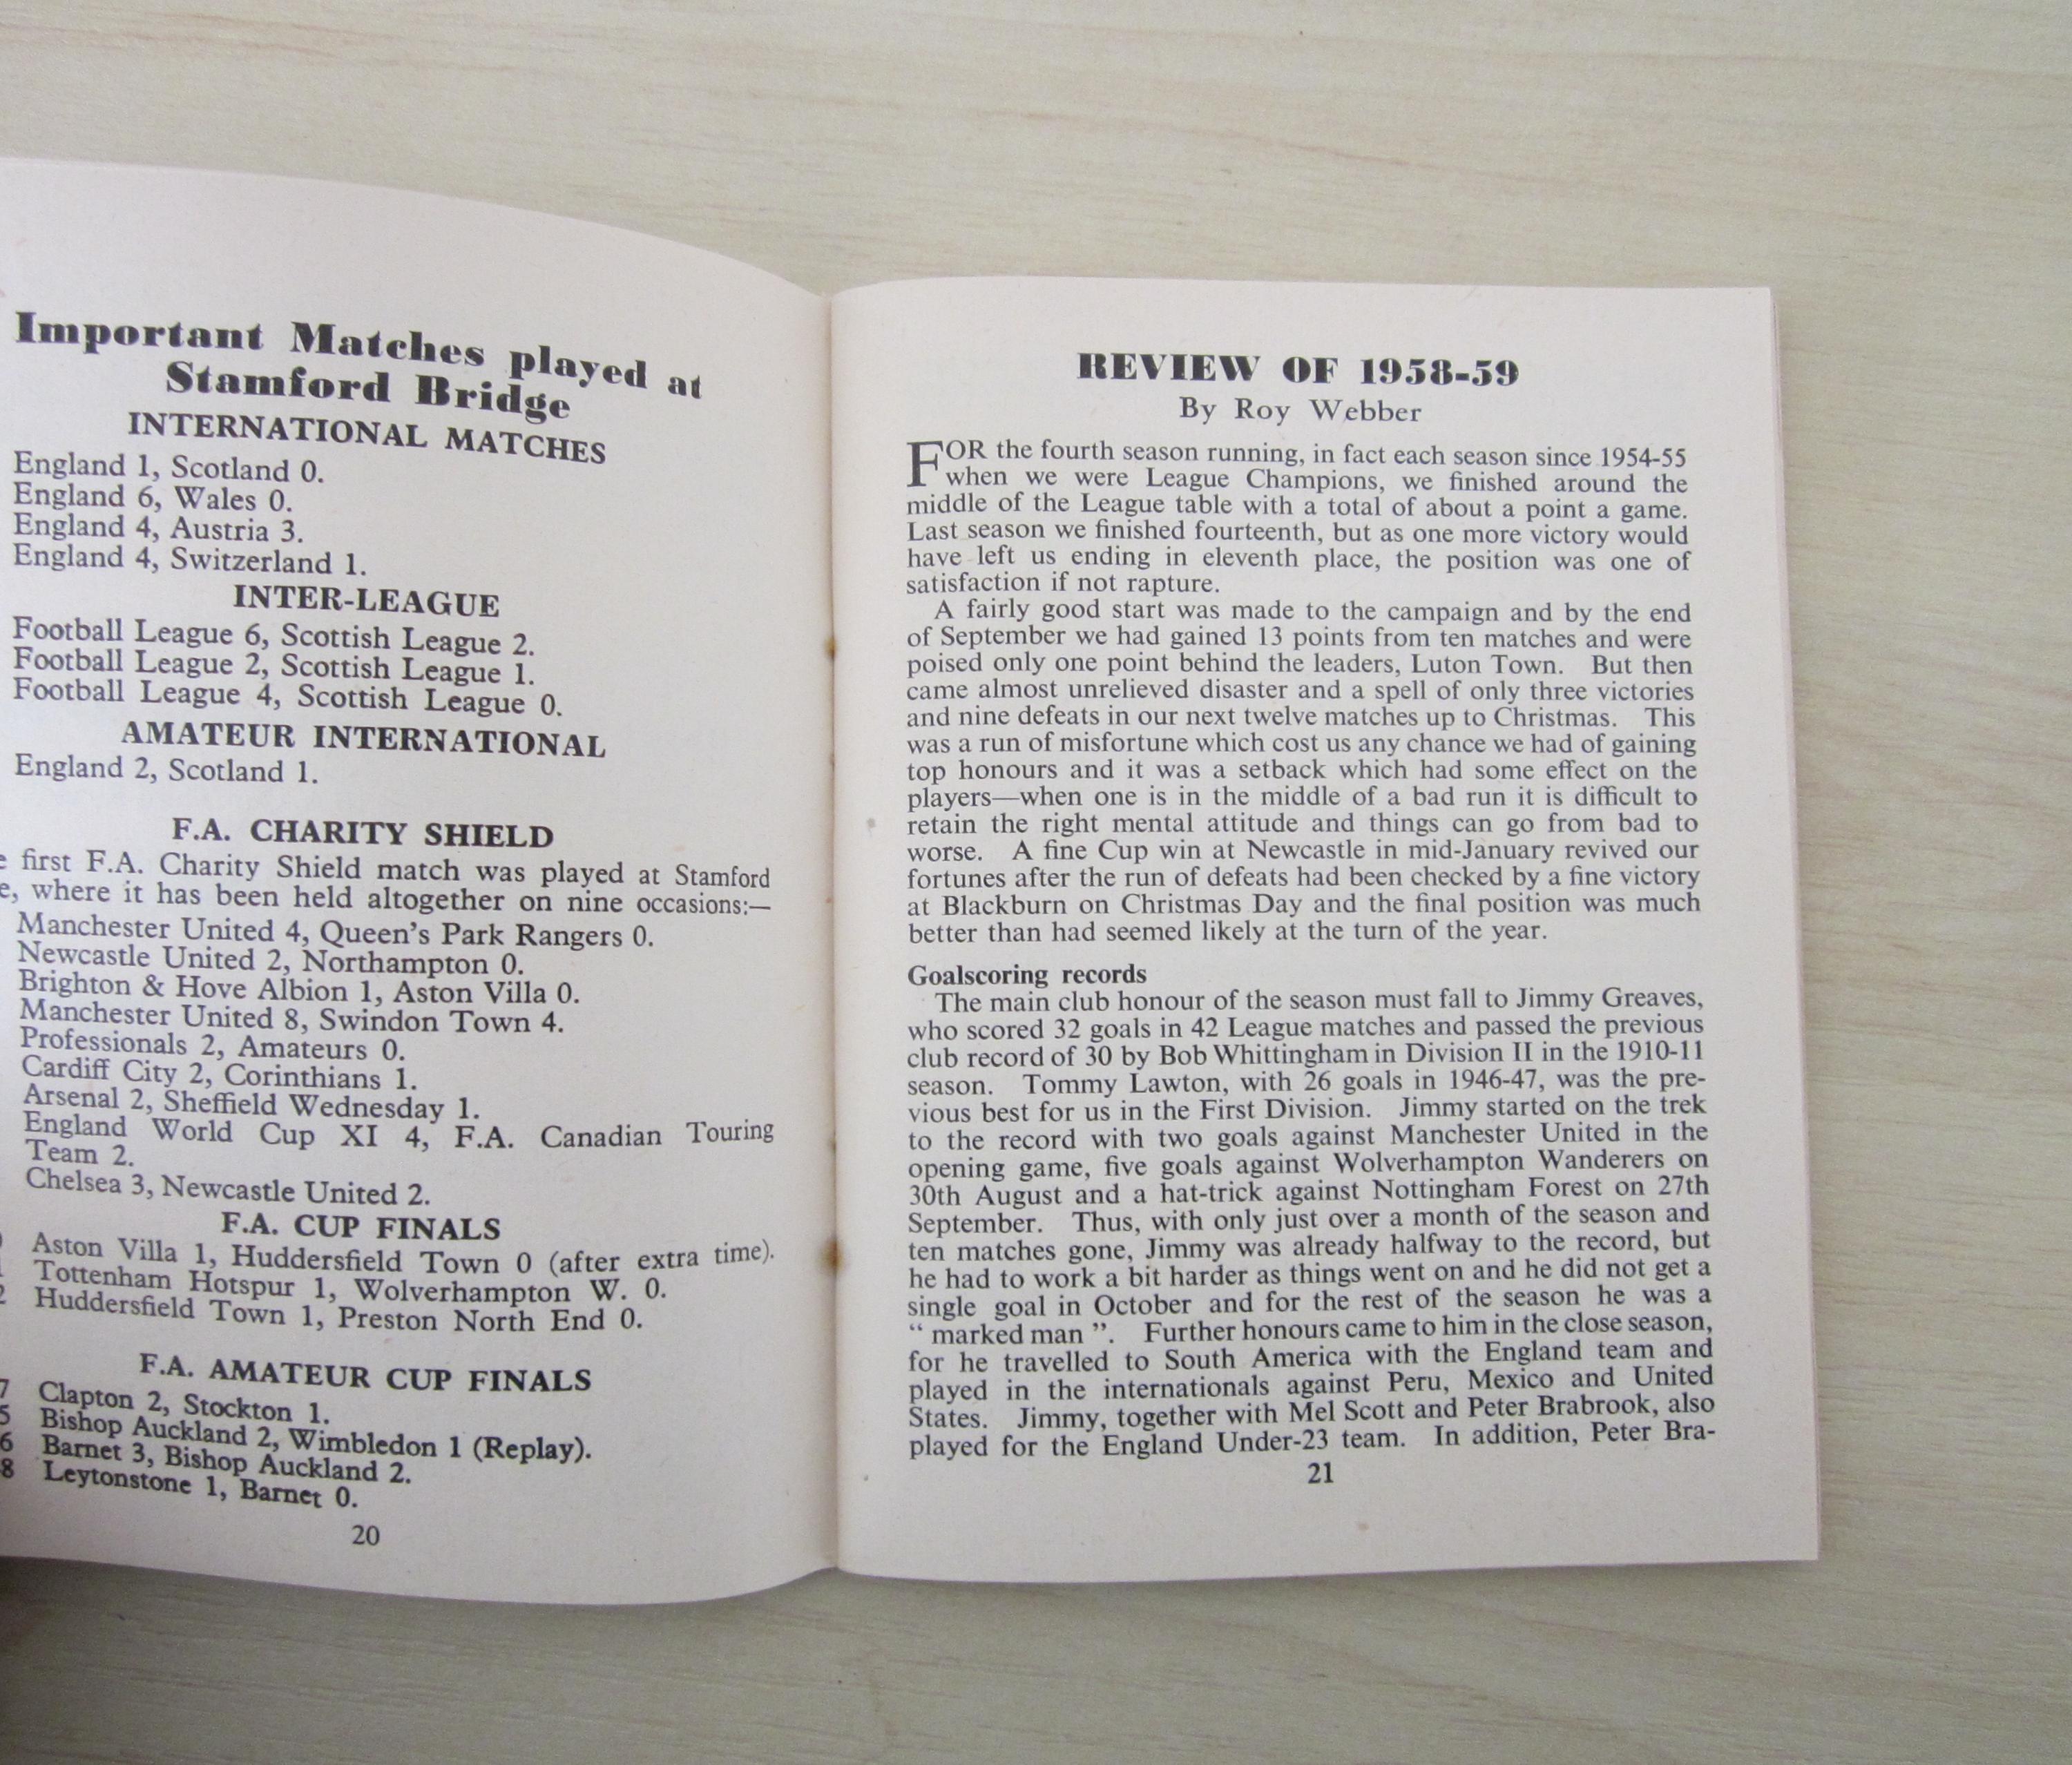 Important Matches played at
Stamford Bridge
INTERNATIONAL MATCHES
England 1, Scotland 0.
England 6, Wales 0.
England 4, Austria 3.
England 4, Switzerland 1.
INTER-LEAGUE
Football League 6, Scottish League 2.
Football League 2, Scottish League 1.
Football League 4, Scottish League 0.
AMATEUR INTERNATIONAL
England 2, Scotland 1.
F.A. CHARITY SHIELD
first F.A. Charity Shield match was played at Stamford
where it has been held altogether on nine occasions:—
Manchester United 4, Queen's Park Rangers 0.
Newcastle United 2, Northampton 0.
Brighton & Hove Albion 1, Aston Villa 0.
Manchester United 8, Swindon Town 4.
Professionals 2, Amateurs 0.
Cardiff City 2, Corinthians 1.
Arsenal 2, Sheffield Wednesday 1.
England World Cup XI 4, F.A. Canadian Touring
Team 2.
Chelsea 3, Newcastle United 2.
F.A. CUP FINALS
Aston Villa 1, Huddersfield Town 0 (after extra time).
Tottenham Hotspur 1, Wolverhampton W. 0.
Huddersfield Town 1, Preston North End 0.
F.A. AMATEUR CUP FINALS
7 Clapton 2, Stockton 1.
5 Bishop Auckland 2, Wimbledon 1 (Replay).
6 Barnet 3, Bishop Auckland 2.
8 Leytonstone 1, Barnet 0.
20
REVIEW OF 1958-59
By Roy Webber
FOR the fourth season running, in fact each season since 1954-55
when we were League Champions, we finished around the
middle of the League table with a total of about a point a game.
Last season we finished fourteenth, but as one more victory would
have left us ending in eleventh place, the position was one of
satisfaction if not rapture.
A fairly good start was made to the campaign and by the end
of September we had gained 13 points from ten matches and were
poised only one point behind the leaders, Luton Town. But then
came almost unrelieved disaster and a spell of only three victories
and nine defeats in our next twelve matches up to Christmas. This
was a run of misfortune which cost us any chance we had of gaining
top honours and it was a setback which had some effect on the
players—when one is in the middle of a bad run it is difficult to
retain the right mental attitude and things can go from bad to
worse. A fine Cup win at Newcastle in mid-January revived our
fortunes after the run of defeats had been checked by a fine victory
at Blackburn on Christmas Day and the final position was much
better than had seemed likely at the turn of the year.
Goalscoring records
The main club honour of the season must fall to Jimmy Greaves,
who scored 32 goals in 42 League matches and passed the previous
club record of 30 by Bob Whittingham in Division II in the 1910-11
season. Tommy Lawton, with 26 goals in 1946-47, was the pre-
vious best for us in the First Division. Jimmy started on the trek
to the record with two goals against Manchester United in the
opening game, five goals against Wolverhampton Wanderers on
30th August and a hat-trick against Nottingham Forest on 27th
September. Thus, with only just over a month of the season and
ten matches gone, Jimmy was already halfway to the record, but
he had to work a bit harder as things went on and he did not get a
single goal in October and for the rest of the season he was a
“ marked man ”. Further honours came to him in the close season,
for he travelled to South America with the England team and
played in the internationals against Peru, Mexico and United
States. Jimmy, together with Mel Scott and Peter Brabrook, also
played for the England Under-23 team. In addition, Peter Bra-
21